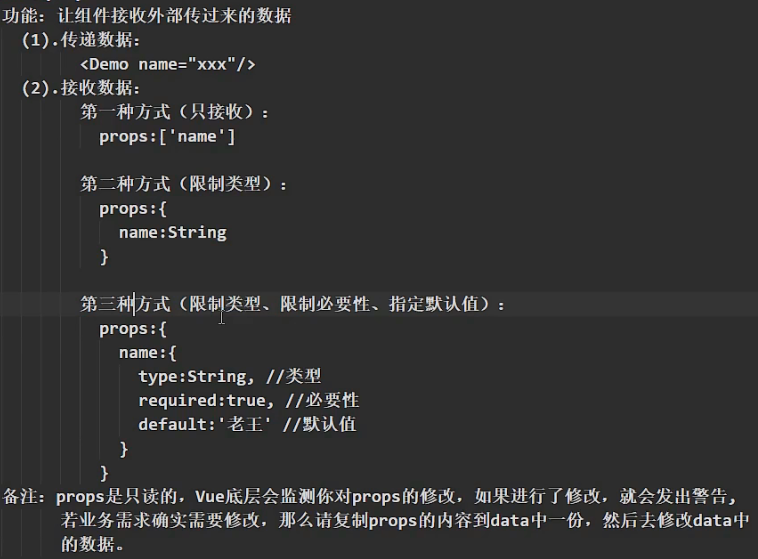 功能：让组件接收外部传过来的数据
(1).传递数据：
<Demo name="xxx"/>
(2).接收数据：
第一种方式（只接收）：
props:['name']
第二种方式（限制类型）：
props:{
name:String
}
第三种方式（限制类型、限制必要性、指定默认值）：
props:{
name:{
type:String, //类型
required:true, //必要性
default:'老王' //默认值
}
}
备注：props是只读的，Vue底层会监测你对props的修改，如果进行了修改，就会发出警告，
若业务需求确实需要修改，那么请复制props的内容到data中一份，然后去修改data中
的数据。